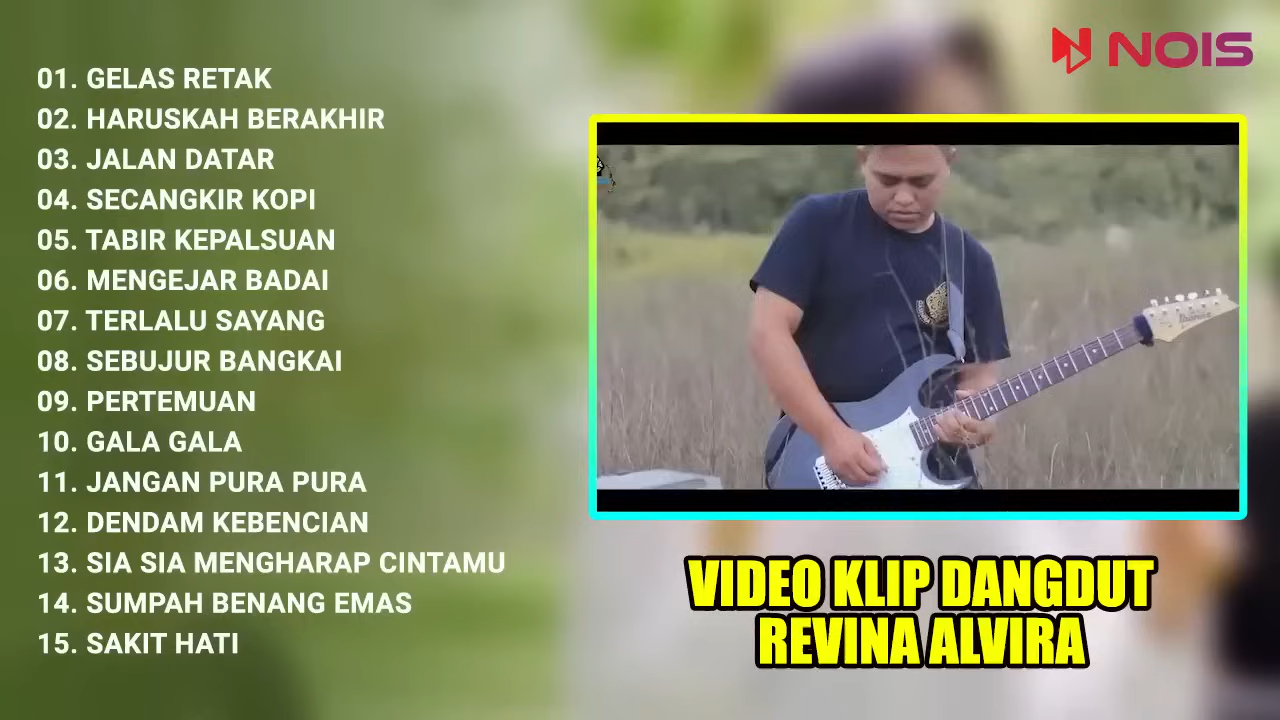 NOIS
01. GELAS RETAK
02. HARUSKAH BERAKHIR
03. JALAN DATAR
04. SECANGKIR KOPI
05. TABIR KEPALSUAN
06. MENGEJAR BADAI
07. TERLALU SAYANG
08. SEBUJUR BANGKAI
09. PERTEMUAN
10. GALA GALA
11. JANGAN PURA PURA
12. DENDAM KEBENCIAN
13. SIA SIA MENGHARAP CINTAMU
14. SUMPAH BENANG EMAS
15. SAKIT HATI
Ibanez
VIDEO KLIP DANGDUT
REVINA ALVIRA